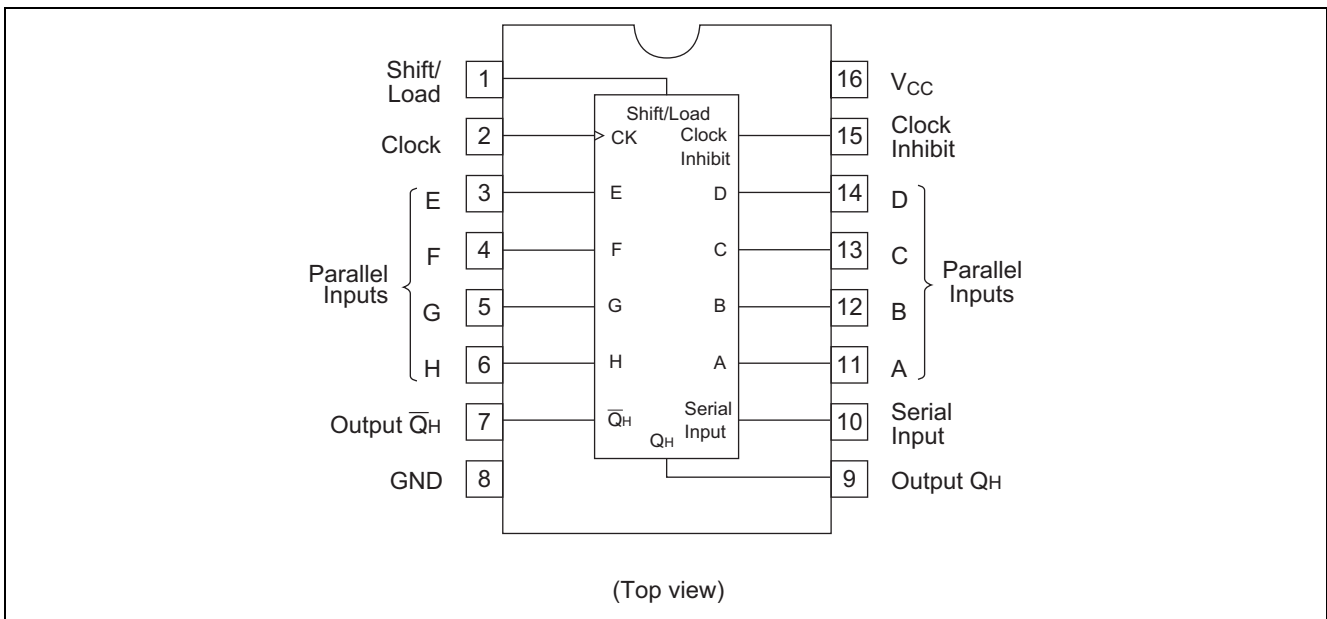 Shift/
Load
1
16
VCC
Shift/Load
Clock
2
CK
Clock
Inhibit
15
Clock
Inhibit
E
3
E
D
14
D
F
4
F
C
13
C
Parallel
Inputs
Parallel
Inputs
G
5
G
B
12
B
H
6
H
A
11
A
Output Q̅H
7
Q̅H
Serial
Input
10
Serial
Input
QH
GND
8
9
Output QH
(Top view)